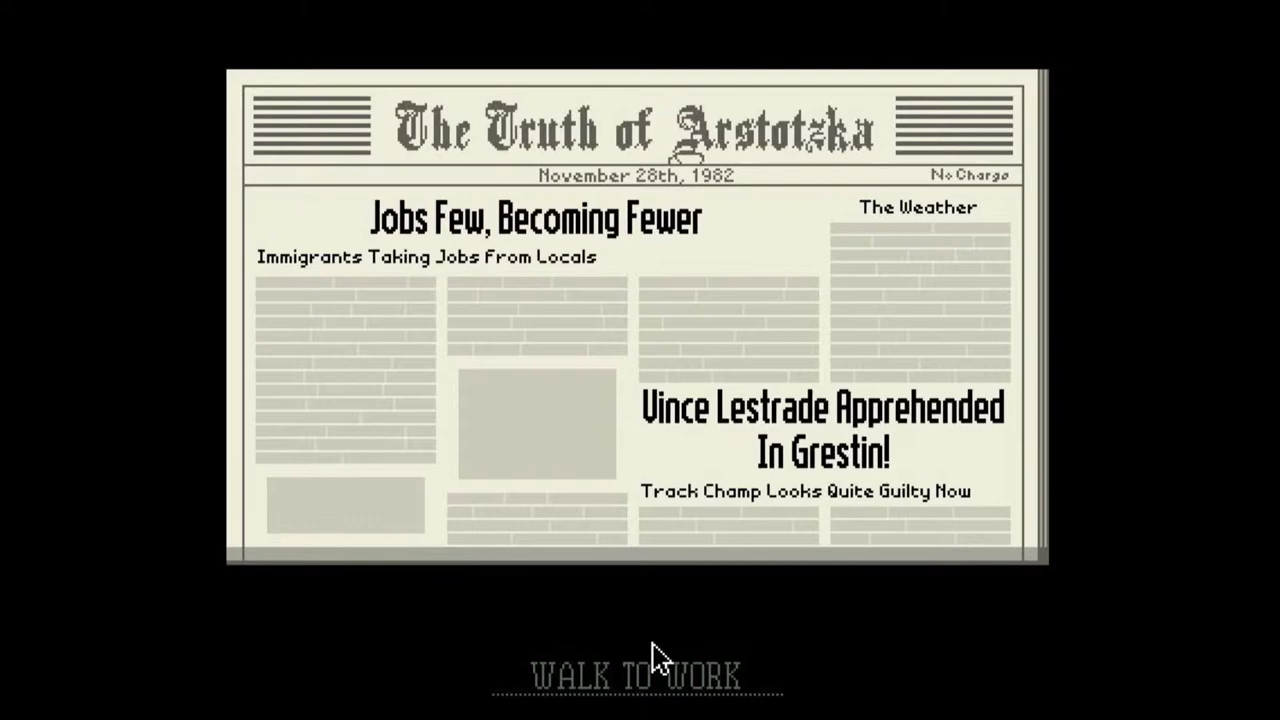 The Truth of Arstotzka
November 28th, 1982
No Charge
Jobs Few, Becoming Fewer
Immigrants Taking Jobs From Locals
The Weather
Vince Lestrade Apprehended
In Grestin!
Track Champ Looks Quite Guilty Now
WALK TO WORK